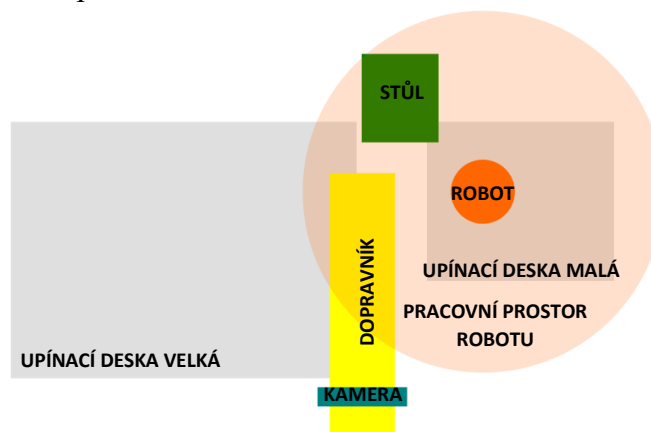 STŮL
ROBOT
DOPRAVNÍK
UPÍNACÍ DESKA MALÁ
PRACOVNÍ PROSTOR
ROBOTU
UPÍNACÍ DESKA VELKÁ
KAMERA